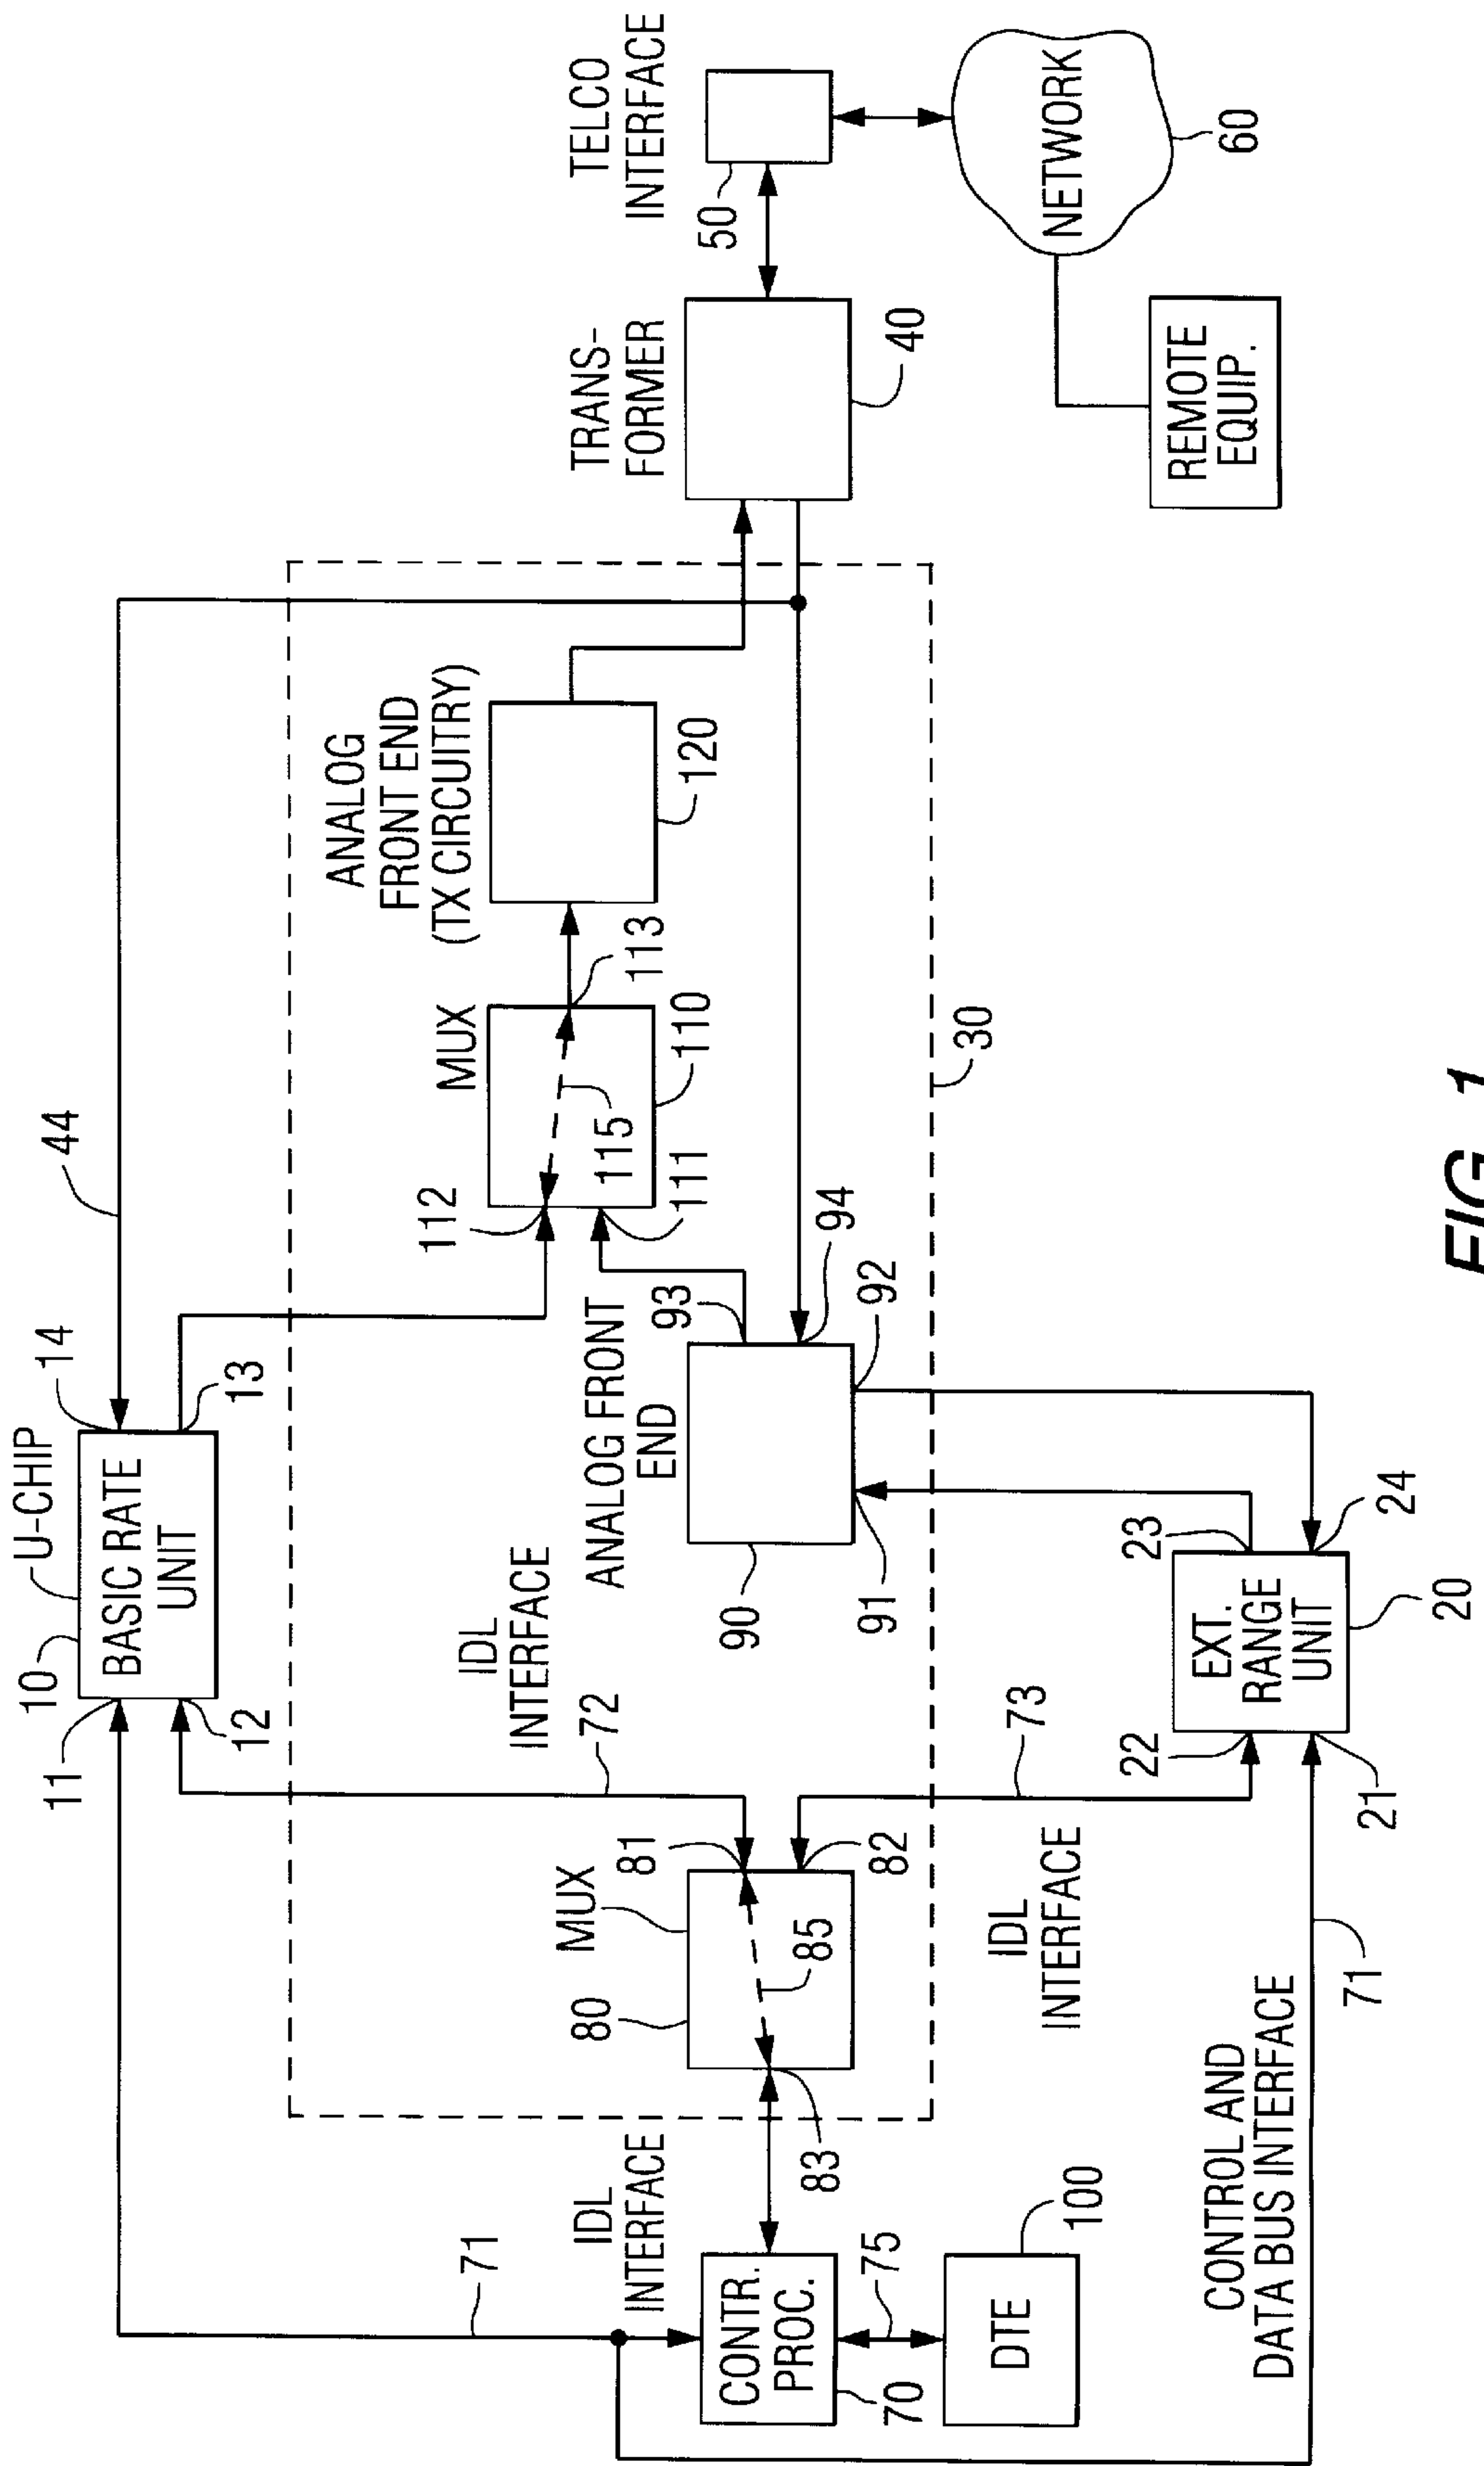 U-CHIP
10
BASIC RATE
UNIT
11
12
13
14
44
71
72
IDL
INTERFACE
MUX
80
81
82
83
85
IDL
INTERFACE
CONTR.
PROC.
70
75
DTE
100
ANALOG FRONT
END
90
91
92
93
94
MUX
110
111
112
113
115
ANALOG
FRONT END
(TX CIRCUITRY)
120
30
TRANS-
FORMER
40
TELCO
INTERFACE
50
NETWORK
60
REMOTE
EQUIP.
73
IDL
INTERFACE
EXT.
RANGE
UNIT
20
21
22
23
24
CONTROL AND
DATA BUS INTERFACE
71
FIG. 1